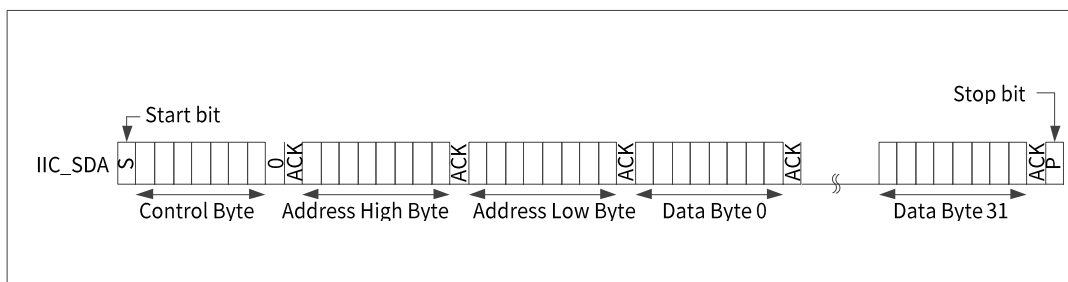 Stop bit
Start bit
IIC_SDA S 0 ACK ACK ACK ACK ACK P
Control Byte Address High Byte Address Low Byte Data Byte 0 Data Byte 31